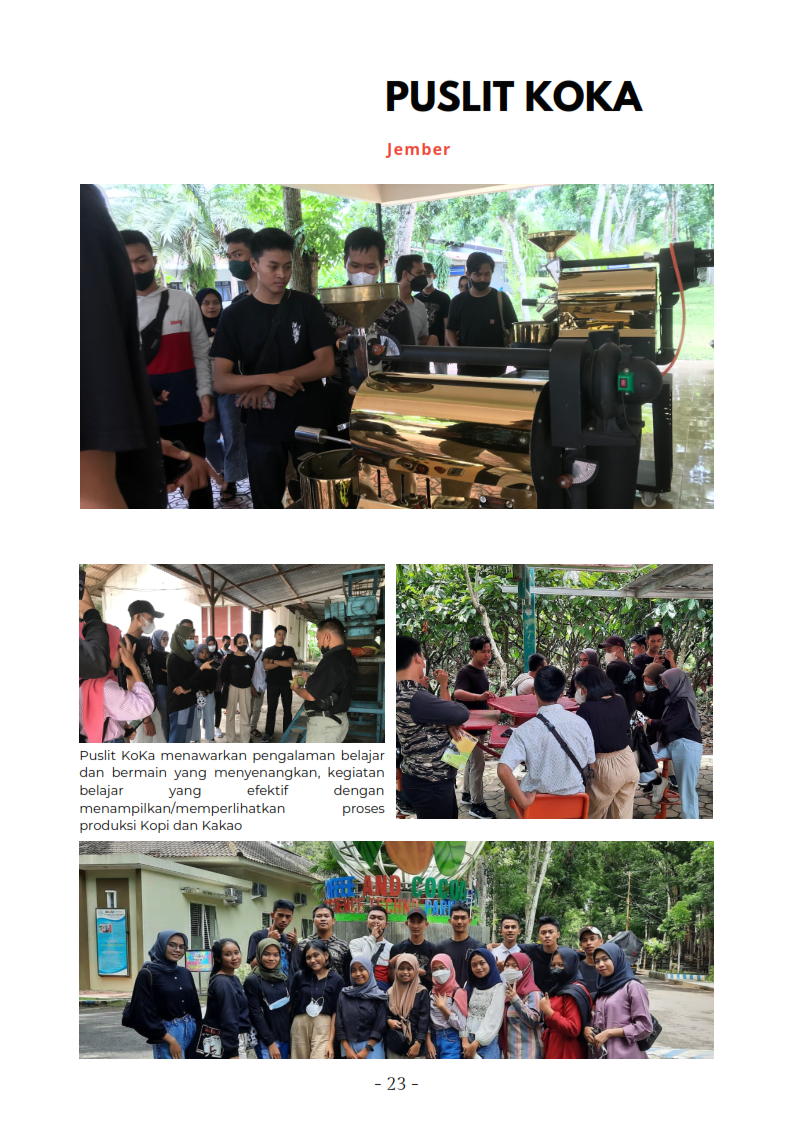 PUSLIT KOKA
Jember
Puslit KoKa menawarkan pengalaman belajar
dan bermain yang menyenangkan, kegiatan
belajar yang efektif dengan
menampilkan/memperlihatkan proses
produksi Kopi dan Kakao
AND COCOA
- 23 -